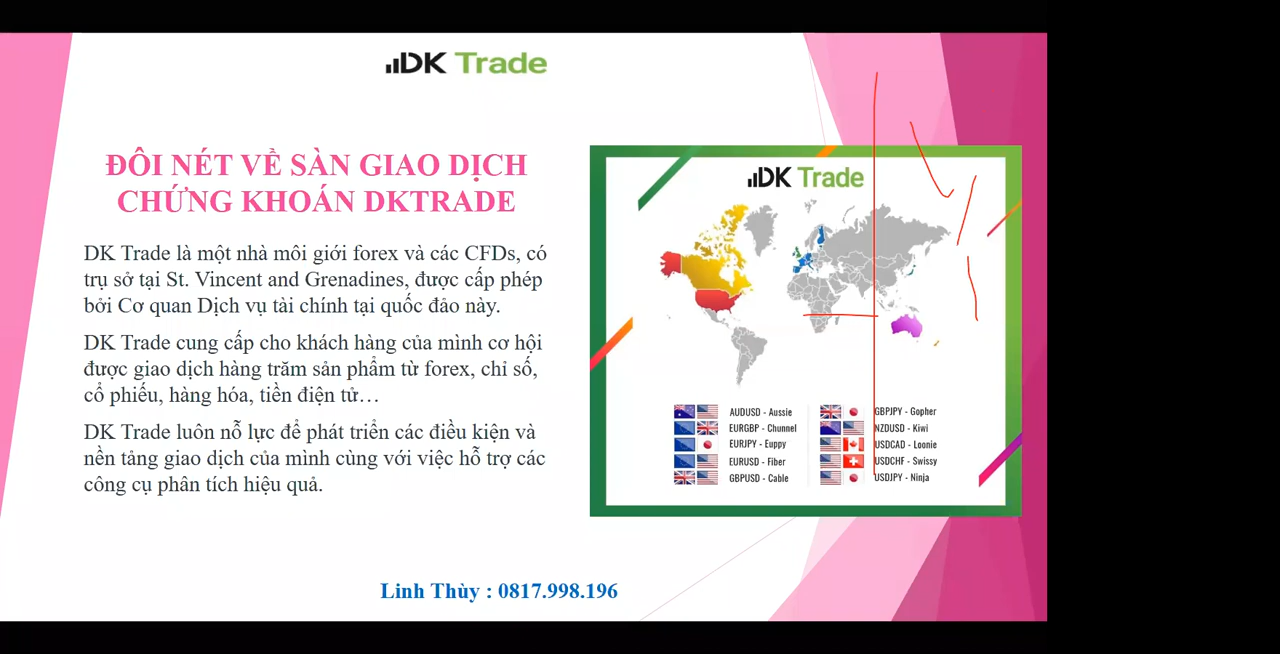 DK Trade
ĐÔI NÉT VỀ SÀN GIAO DỊCH
CHỨNG KHOÁN DKTRADE
DK Trade là một nhà môi giới forex và các CFDs, có
trụ sở tại St. Vincent and Grenadines, được cấp phép
bởi Cơ quan Dịch vụ tài chính tại quốc đảo này.
DK Trade cung cấp cho khách hàng của mình cơ hội
được giao dịch hàng trăm sản phẩm từ forex, chỉ số,
cổ phiếu, hàng hóa, tiền điện tử…
DK Trade luôn nỗ lực để phát triển các điều kiện và
nền tảng giao dịch của mình cùng với việc hỗ trợ các
công cụ phân tích hiệu quả.
DK Trade
AUDUSD - Aussie
EURGBP - Chunnel
EURJPY - Euppy
EURUSD - Fiber
GBPUSD - Cable
GBPJPY - Gopher
NZDUSD - Kiwi
USDCAD - Loonie
USDCHF - Swissy
USDJPY - Ninja
Linh Thùy : 0817.998.196